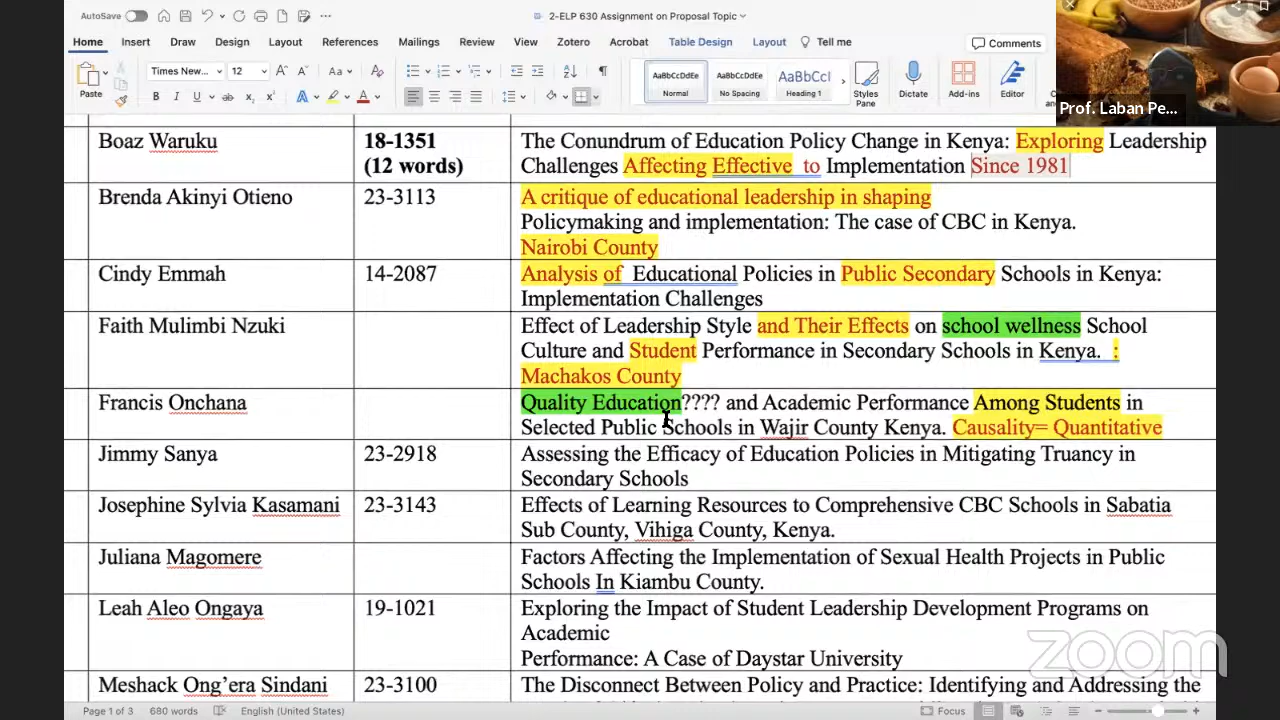 AutoSave
2-ELP 630 Assignment on Proposal Topic
Home Insert Draw Design Layout References Mailings Review View Zotero Acrobat Table Design Layout Tell me
Comments
Paste
Times New... 12
AaBbCcDdEe
Normal
AaBbCcDdEe
No Spacing
AaBbCcI
Heading 1
Styles
Pane
Dictate
Add-ins
Editor
Prof. Laban Pe...
Boaz Waruku
18-1351
(12 words)
The Conundrum of Education Policy Change in Kenya: Exploring Leadership
Challenges Affecting Effective to Implementation Since 1981
Brenda Akinyi Otieno
23-3113
A critique of educational leadership in shaping
Policymaking and implementation: The case of CBC in Kenya.
Nairobi County
Cindy Emmah
14-2087
Analysis of Educational Policies in Public Secondary Schools in Kenya:
Implementation Challenges
Faith Mulimbi Nzuki
Effect of Leadership Style and Their Effects on school wellness School
Culture and Student Performance in Secondary Schools in Kenya. :
Machakos County
Francis Onchana
Quality Education???? and Academic Performance Among Students in
Selected Public Schools in Wajir County Kenya. Causality= Quantitative
Jimmy Sanya
23-2918
Assessing the Efficacy of Education Policies in Mitigating Truancy in
Secondary Schools
Josephine Sylvia Kasamani
23-3143
Effects of Learning Resources to Comprehensive CBC Schools in Sabatia
Sub County, Vihiga County, Kenya.
Juliana Magomere
Factors Affecting the Implementation of Sexual Health Projects in Public
Schools In Kiambu County.
Leah Aleo Ongaya
19-1021
Exploring the Impact of Student Leadership Development Programs on
Academic
Performance: A Case of Daystar University
Meshack Ong’era Sindani
23-3100
The Disconnect Between Policy and Practice: Identifying and Addressing the
zoom
Page 1 of 3 680 words English (United States) Focus